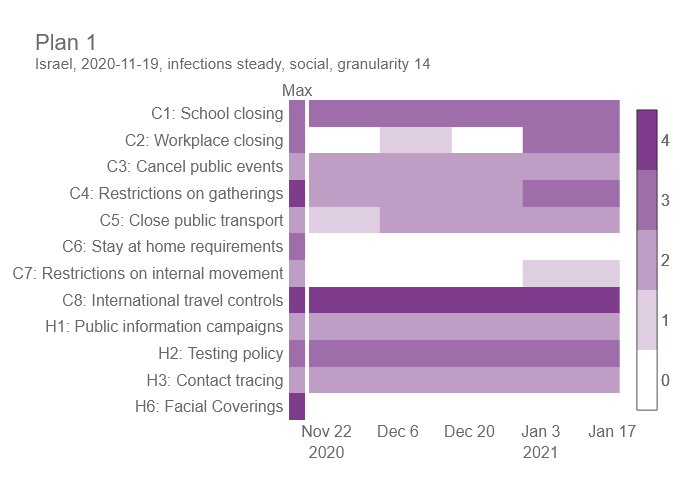 Plan 1
Israel, 2020-11-19, infections steady, social, granularity 14
Max
C1: School closing
C2: Workplace closing
C3: Cancel public events
C4: Restrictions on gatherings
C5: Close public transport
C6: Stay at home requirements
C7: Restrictions on internal movement
C8: International travel controls
H1: Public information campaigns
H2: Testing policy
H3: Contact tracing
H6: Facial Coverings
4
3
2
1
0
Nov 22 Dec 6 Dec 20 Jan 3 Jan 17
2020 2021